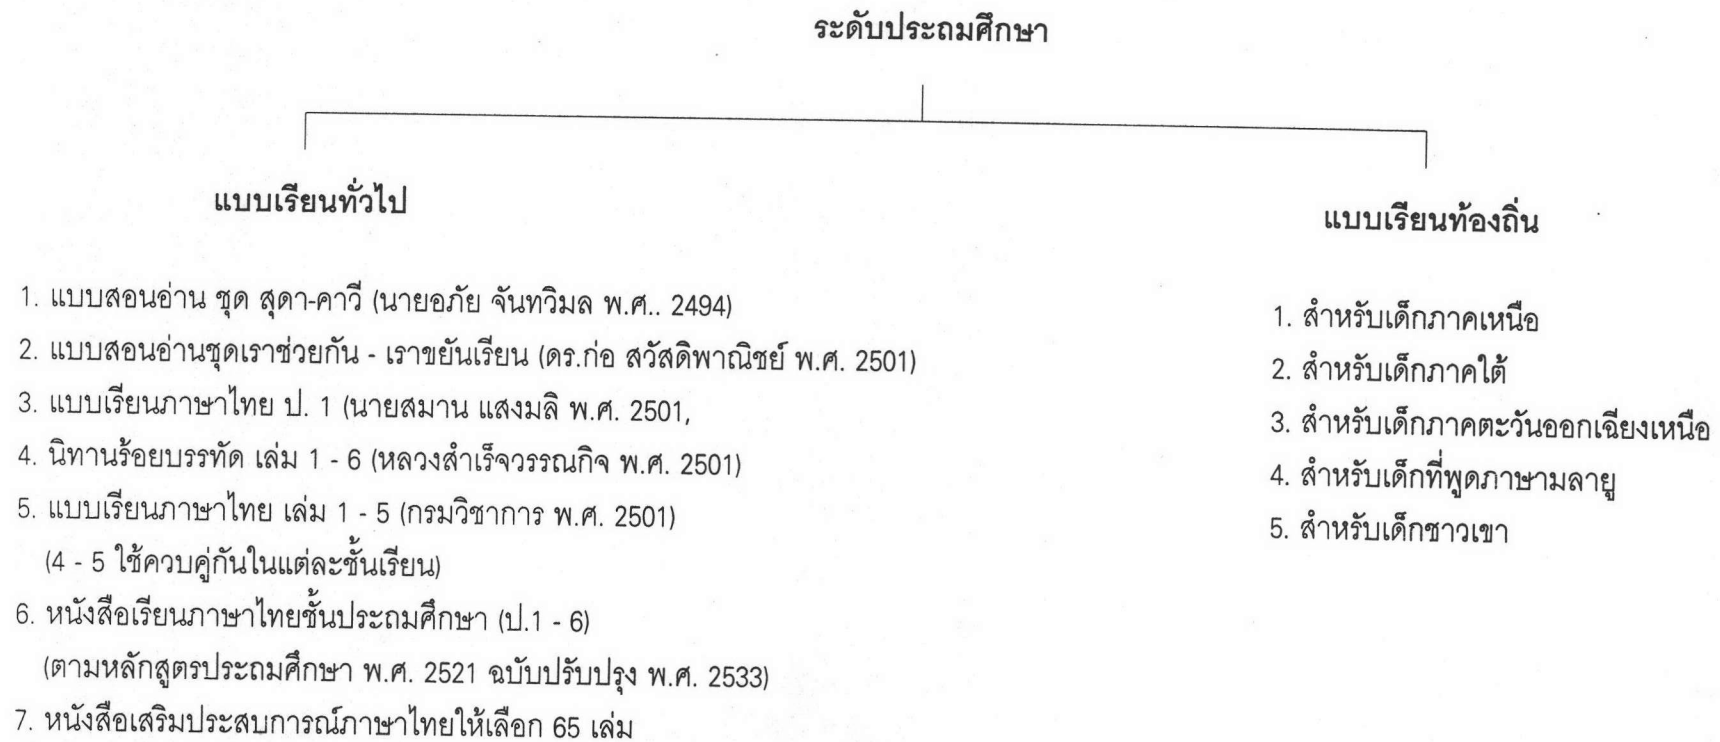 ระดับประถมศึกษา
แบบเรียนทั่วไป
1. แบบสอนอ่าน ชุด สุดา-คาวี (นายอภัย จันทวิมล พ.ศ.. 2494)
2. แบบสอนอ่านชุดเราช่วยกัน - เราขยันเรียน (ดร.ก่อ สวัสดิพาณิชย์ พ.ศ. 2501)
3. แบบเรียนภาษาไทย ป. 1 (นายสมาน แสงมลิ พ.ศ. 2501,
4. นิทานร้อยบรรทัด เล่ม 1 - 6 (หลวงสำเร็จวรรณกิจ พ.ศ. 2501)
5. แบบเรียนภาษาไทย เล่ม 1 - 5 (กรมวิชาการ พ.ศ. 2501)
(4 - 5 ใช้ควบคู่กันในแต่ละชั้นเรียน)
6. หนังสือเรียนภาษาไทยชั้นประถมศึกษา (ป.1 - 6)
(ตามหลักสูตรประถมศึกษา พ.ศ. 2521 ฉบับปรับปรุง พ.ศ. 2533)
7. หนังสือเสริมประสบการณ์ภาษาไทยให้เลือก 65 เล่ม
แบบเรียนท้องถิ่น
1. สำหรับเด็กภาคเหนือ
2. สำหรับเด็กภาคใต้
3. สำหรับเด็กภาคตะวันออกเฉียงเหนือ
4. สำหรับเด็กที่พูดภาษามลายู
5. สำหรับเด็กชาวเขา